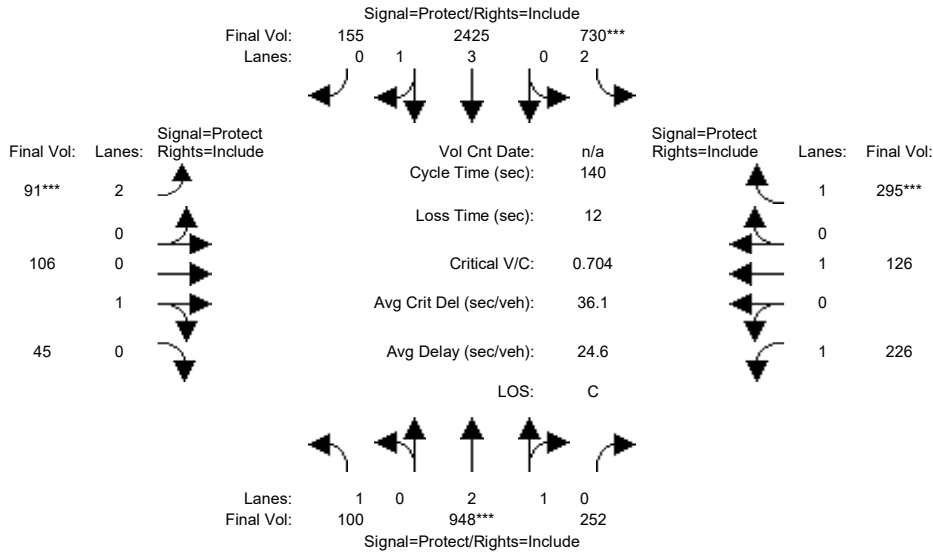 Signal=Protect/Rights=Include
Final Vol: 155 2425 730***
Lanes: 0 1 3 0 2
Signal=Protect Signal=Protect
Final Vol: Lanes: Rights=Include Vol Cnt Date: n/a Rights=Include Lanes: Final Vol:
Cycle Time (sec): 140
91*** 2 1 295***
Loss Time (sec): 12
0 0
106 0 Critical V/C: 0.704 1 126
1 Avg Crit Del (sec/veh): 36.1 0
45 0 Avg Delay (sec/veh): 24.6 1 226
LOS: C
Lanes: 1 0 2 1 0
Final Vol: 100 948*** 252
Signal=Protect/Rights=Include